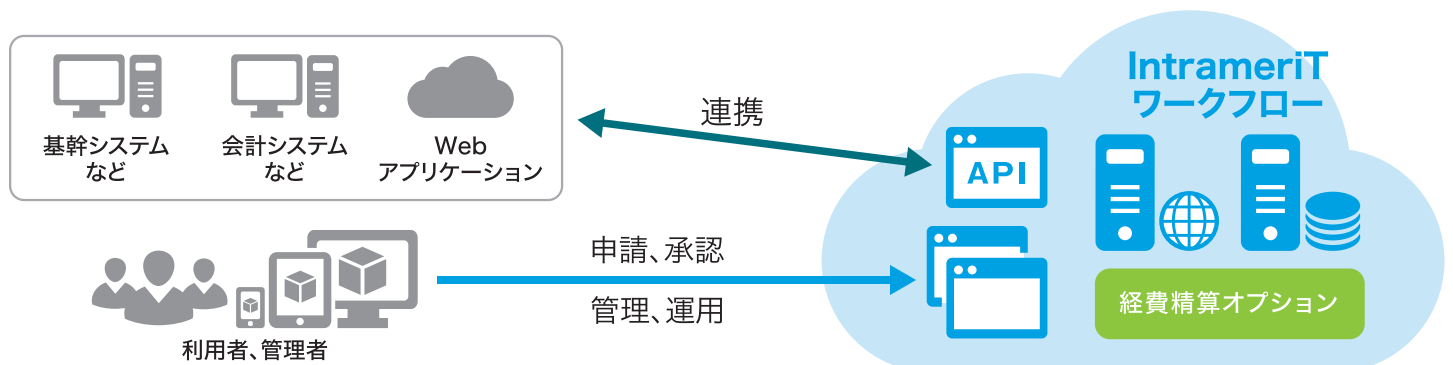 基幹システム
など
会計システム
など
Web
アプリケーション
連携
IntrameriT
ワークフロー
API
利用者、管理者
申請、承認
管理、運用
経費精算オプション